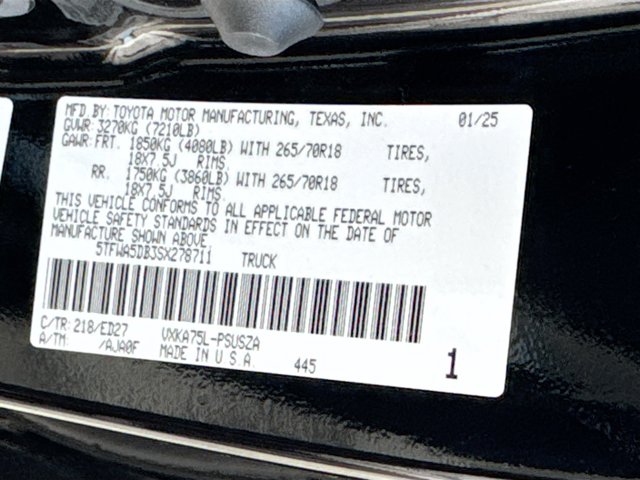 MFD.BY: TOYOTA MOTOR MANUFACTURING, TEXAS, INC. 01/25
GVWR:3270KG (7210LB)
GAWR:FRT. 1850KG (4080LB) WITH 265/70R18 TIRES,
18X7.5J RIMS.
RR. 1750KG (3860LB) WITH 265/70R18 TIRES,
18X7.5J RIMS.
THIS VEHICLE CONFORMS TO ALL APPLICABLE FEDERAL MOTOR
VEHICLE SAFETY STANDARDS IN EFFECT ON THE DATE OF
MANUFACTURE SHOWN ABOVE.
5TFWA5DB3SX278711 TRUCK
C/TR:218/ED27 VXKA75L-PSUSZA
A/TM: /AJA0F MADE IN U.S.A. 445 1